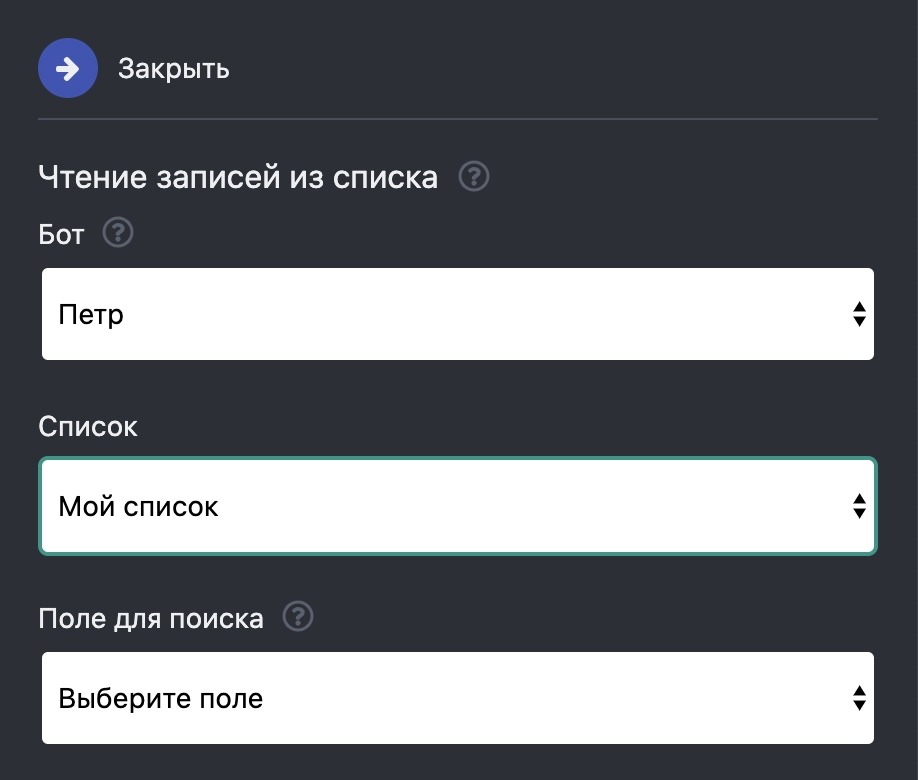 Закрыть
Чтение записей из списка ?
Бот ?
Петр
Список
Мой список
Поле для поиска ?
Выберите поле